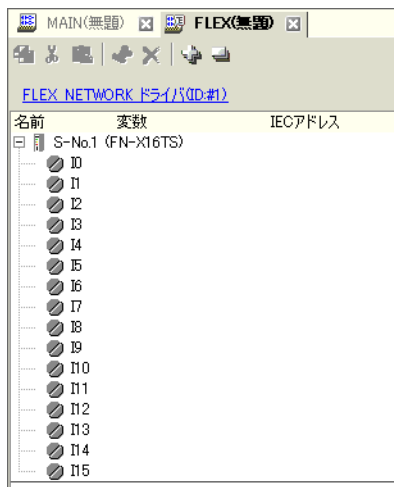 MAIN(無題) FLEX(無題)
FLEX NETWORK ドライバ(ID:#1)
名前 変数 IECアドレス
S-No.1 (FN-X16TS)
I0
I1
I2
I3
I4
I5
I6
I7
I8
I9
I10
I11
I12
I13
I14
I15